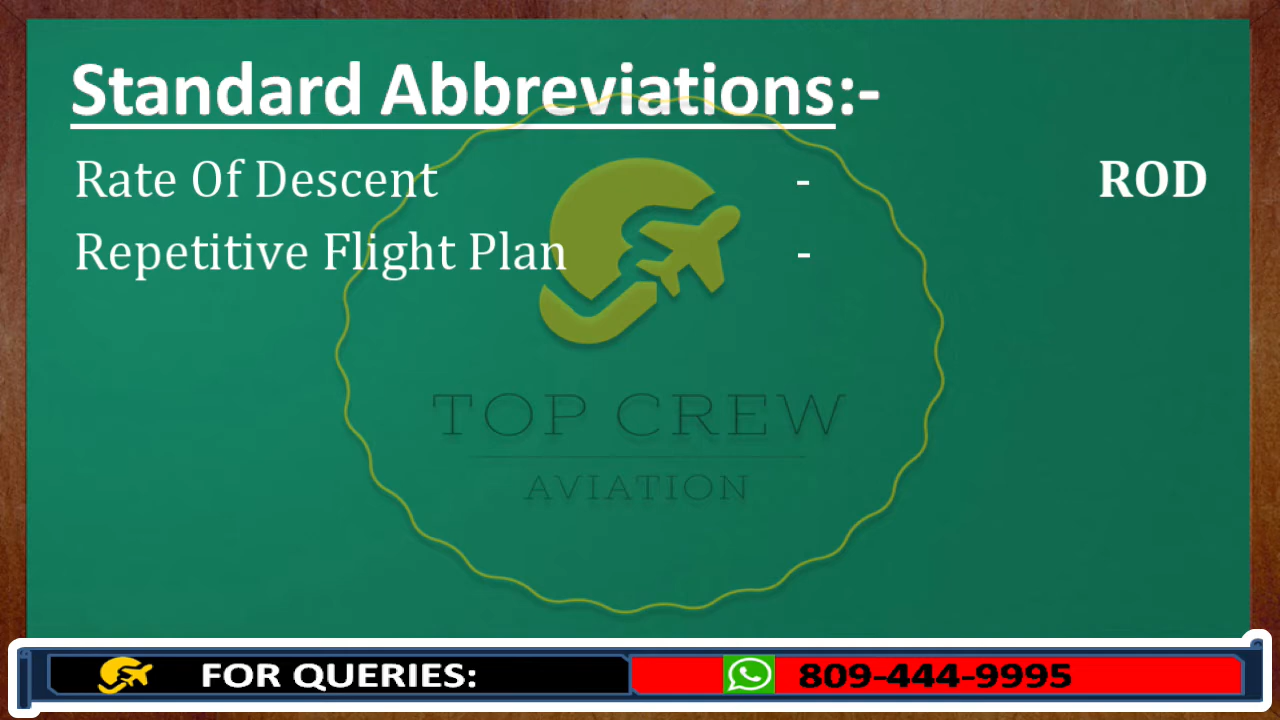 Standard Abbreviations:-
Rate Of Descent - ROD
Repetitive Flight Plan -
TOP CREW
AVIATION
FOR QUERIES: 809-444-9995